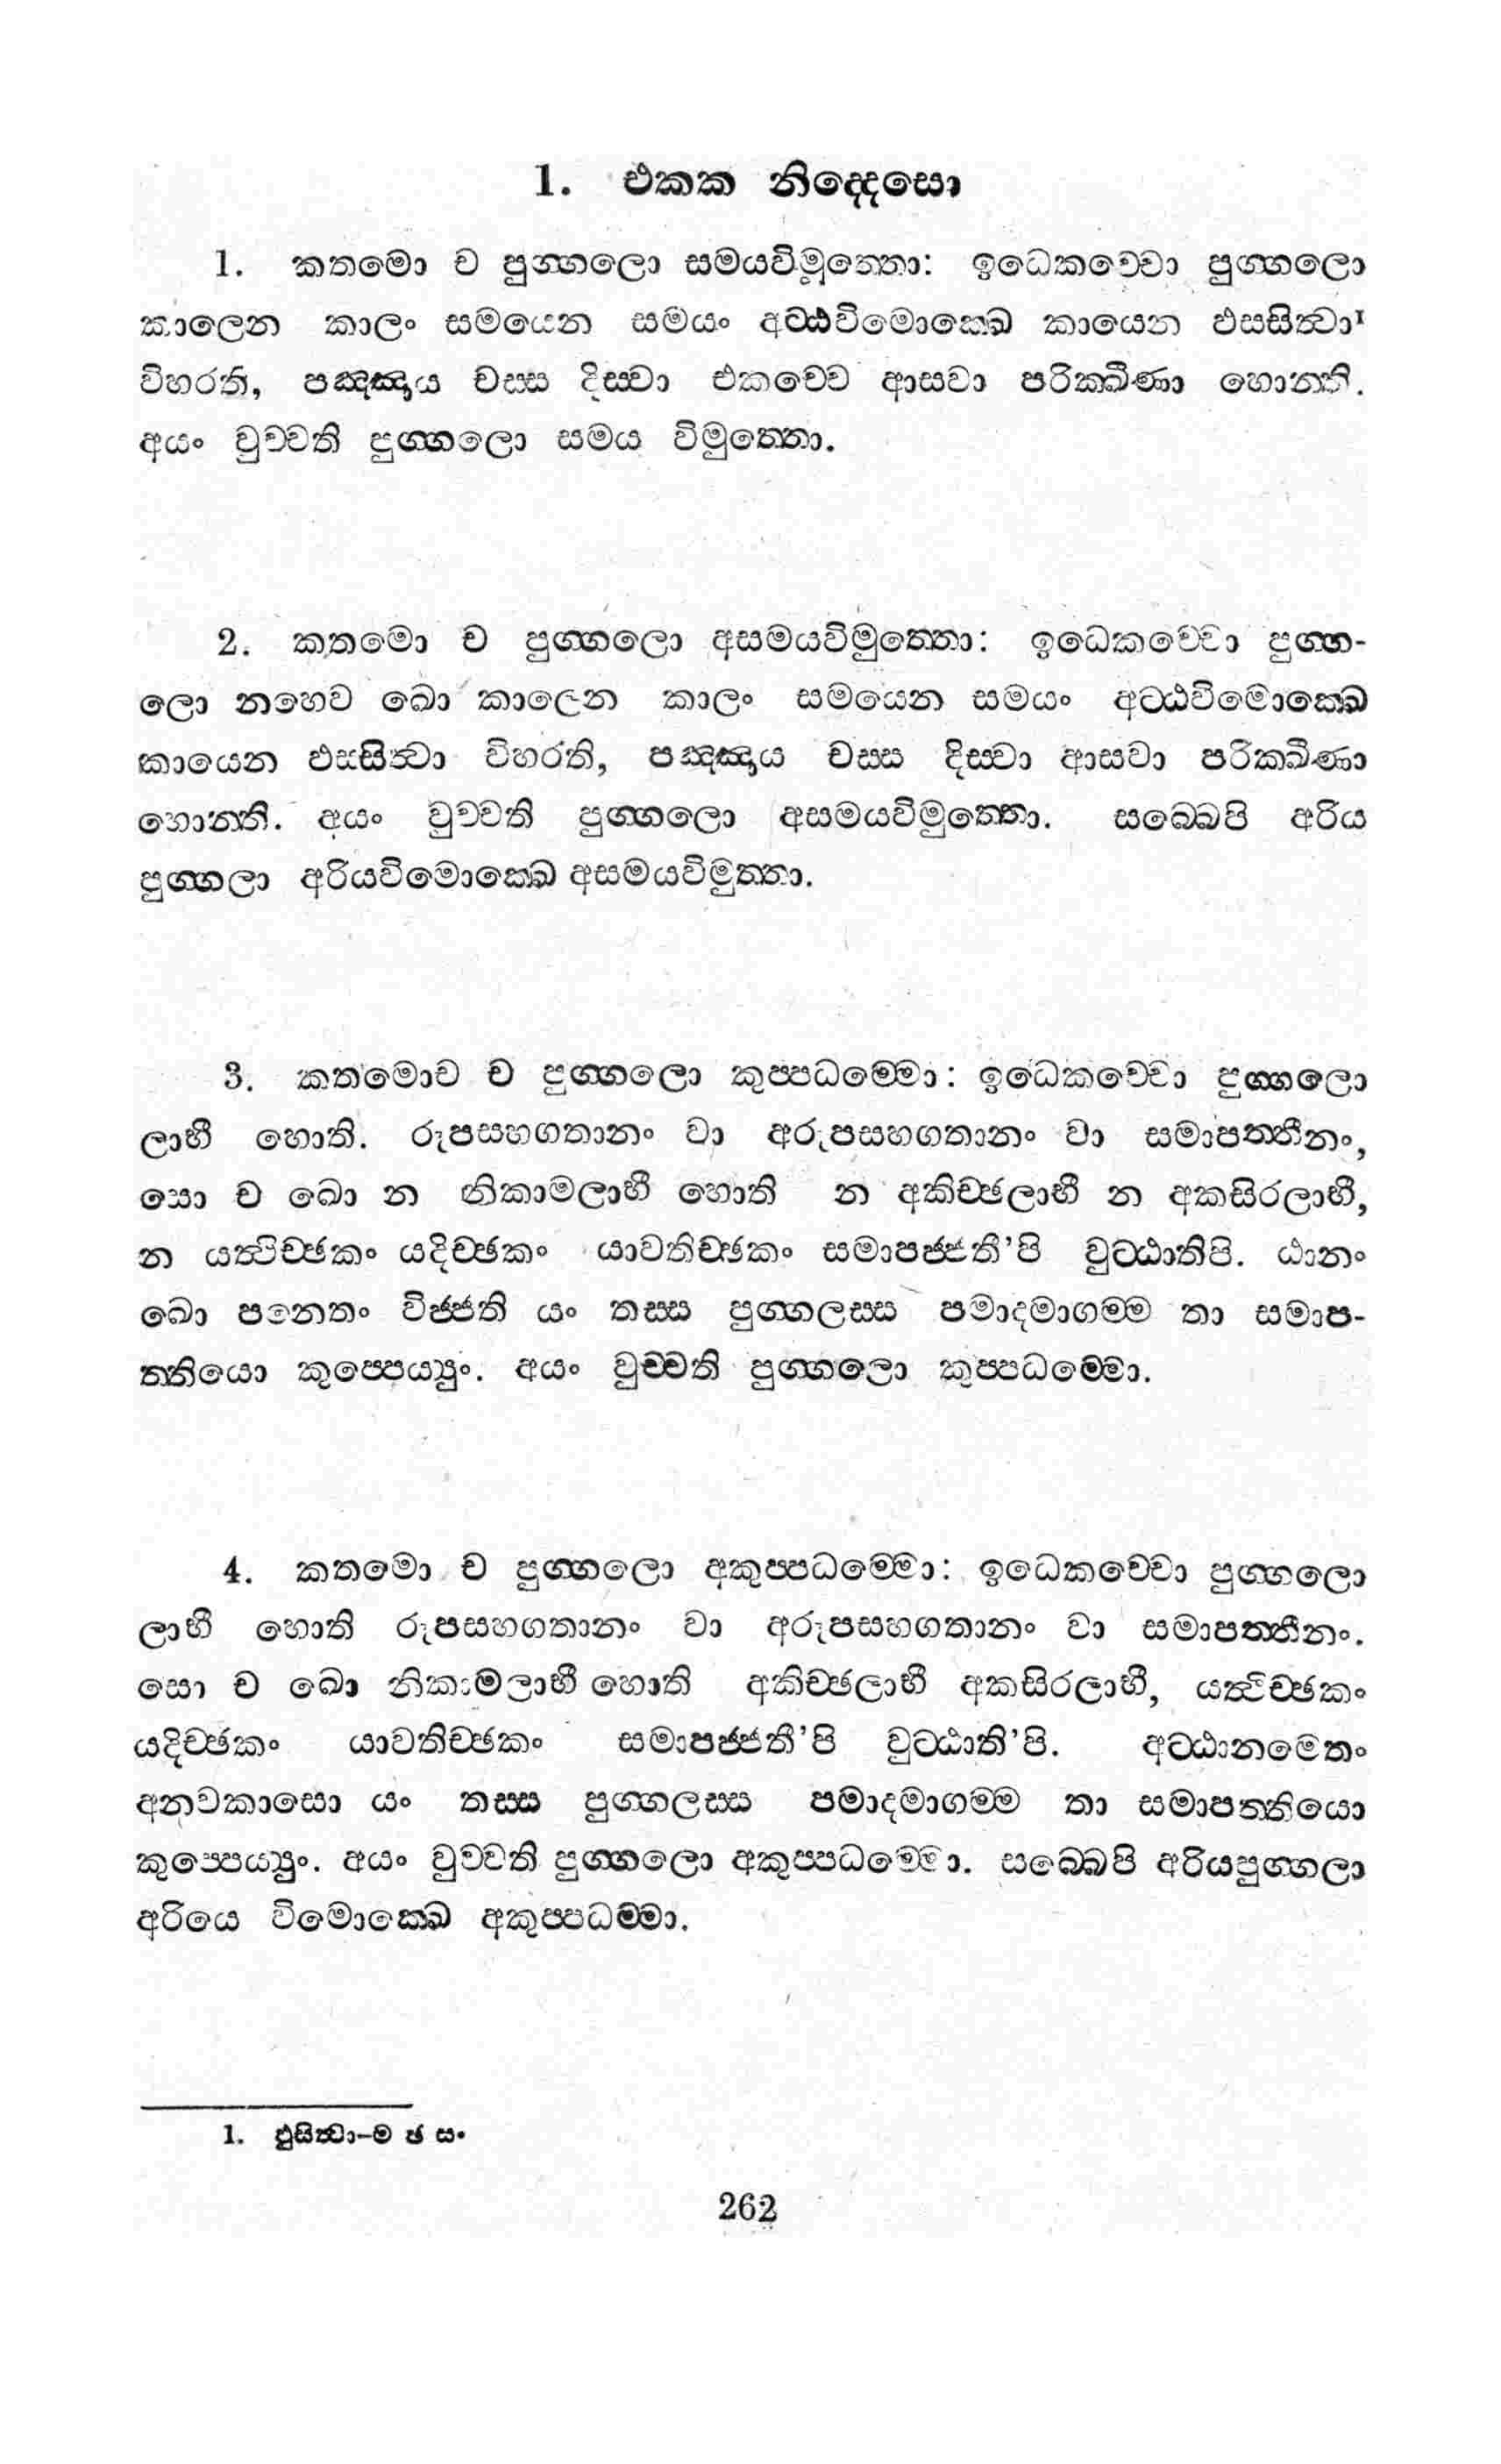 1. එකක නිද්දෙසො
1. කතමො ච පුග්ගලො සමයවිමුත්තො: ඉධෙකච්චො පුග්ගලො
කාලෙන කාලං සමයෙන සමයං අට්ඨවිමොක්ඛෙ කායෙන ඵස්සිත්වා¹
විහරති, පඤ්ඤාය චස්ස දිස්වා එකච්චෙ ආසවා පරික්ඛීණා හොන්ති.
අයං වුච්චති පුග්ගලො සමය විමුත්තො.
2. කතමො ච පුග්ගලො අසමයවිමුත්තො: ඉධෙකච්චො පුග්ග-
ලො නහෙව ඛො කාලෙන කාලං සමයෙන සමයං අට්ඨවිමොක්ඛෙ
කායෙන ඵස්සිත්වා විහරති, පඤ්ඤාය චස්ස දිස්වා ආසවා පරික්ඛීණා
හොන්ති. අයං වුච්චති පුග්ගලො අසමයවිමුත්තො. සබ්බෙපි අරිය
පුග්ගලා අරියවිමොක්ඛෙ අසමයවිමුත්තා.
3. කතමොච ච පුග්ගලො කුප්පධම්මො: ඉධෙකච්චො පුග්ගලො
ලාභී හොති. රූපසහගතානං වා අරූපසහගතානං වා සමාපත්තීනං,
සො ච ඛො න නිකාමලාභී හොති න අකිච්ඡලාභී න අකසිරලාභී,
න යත්ථිච්ඡකං යදිච්ඡකං යාවතිච්ඡකං සමාපජ්ජතී'පි වුට්ඨාතිපි. ඨානං
ඛො පනෙතං විජ්ජති යං තස්ස පුග්ගලස්ස පමාදමාගම්ම තා සමාප-
ත්තියො කුප්පෙය්‍යුං. අයං වුච්චති පුග්ගලො කුප්පධම්මො.
4. කතමො ච පුග්ගලො අකුප්පධම්මො: ඉධෙකච්චො පුග්ගලො
ලාභී හොති රූපසහගතානං වා අරූපසහගතානං වා සමාපත්තීනං.
සො ච ඛො නිකාමලාභී හොති අකිච්ඡලාභී අකසිරලාභී, යත්ථිච්ඡකං
යදිච්ඡකං යාවතිච්ඡකං සමාපජ්ජතී'පි වුට්ඨාති'පි. අට්ඨානමෙතං
අනවකාසො යං තස්ස පුග්ගලස්ස පමාදමාගම්ම තා සමාපත්තියො
කුප්පෙය්‍යුං. අයං වුච්චති පුග්ගලො අකුප්පධම්මො. සබ්බෙපි අරියපුග්ගලා
අරියෙ විමොක්ඛෙ අකුප්පධම්මා.
1. ඵුසිත්වා-ම ඡ සං
262